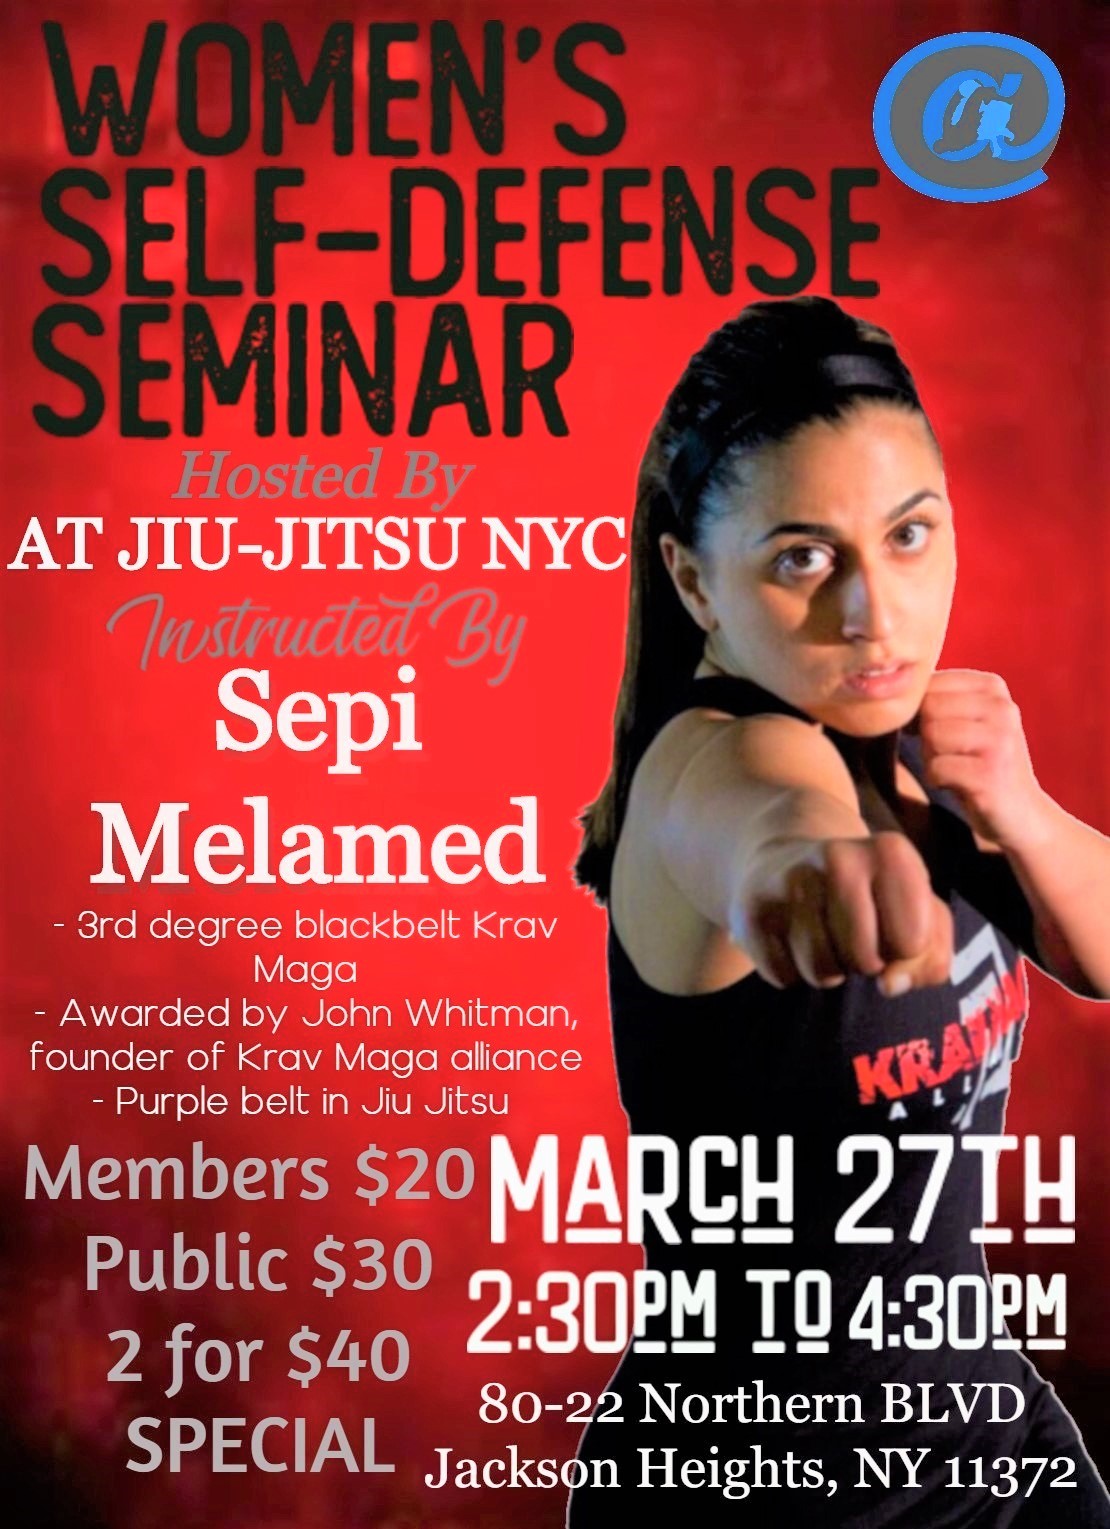 WOMEN'S
SELF-DEFENSE
SEMINAR
Hosted By
AT JIU-JITSU NYC
Instructed By
Sepi
Melamed
- 3rd degree blackbelt Krav
Maga
- Awarded by John Whitman,
founder of Krav Maga alliance
- Purple belt in Jiu Jitsu
Members $20
Public $30
2 for $40
SPECIAL
MARCH 27TH
2:30PM TO 4:30PM
80-22 Northern BLVD
Jackson Heights, NY 11372